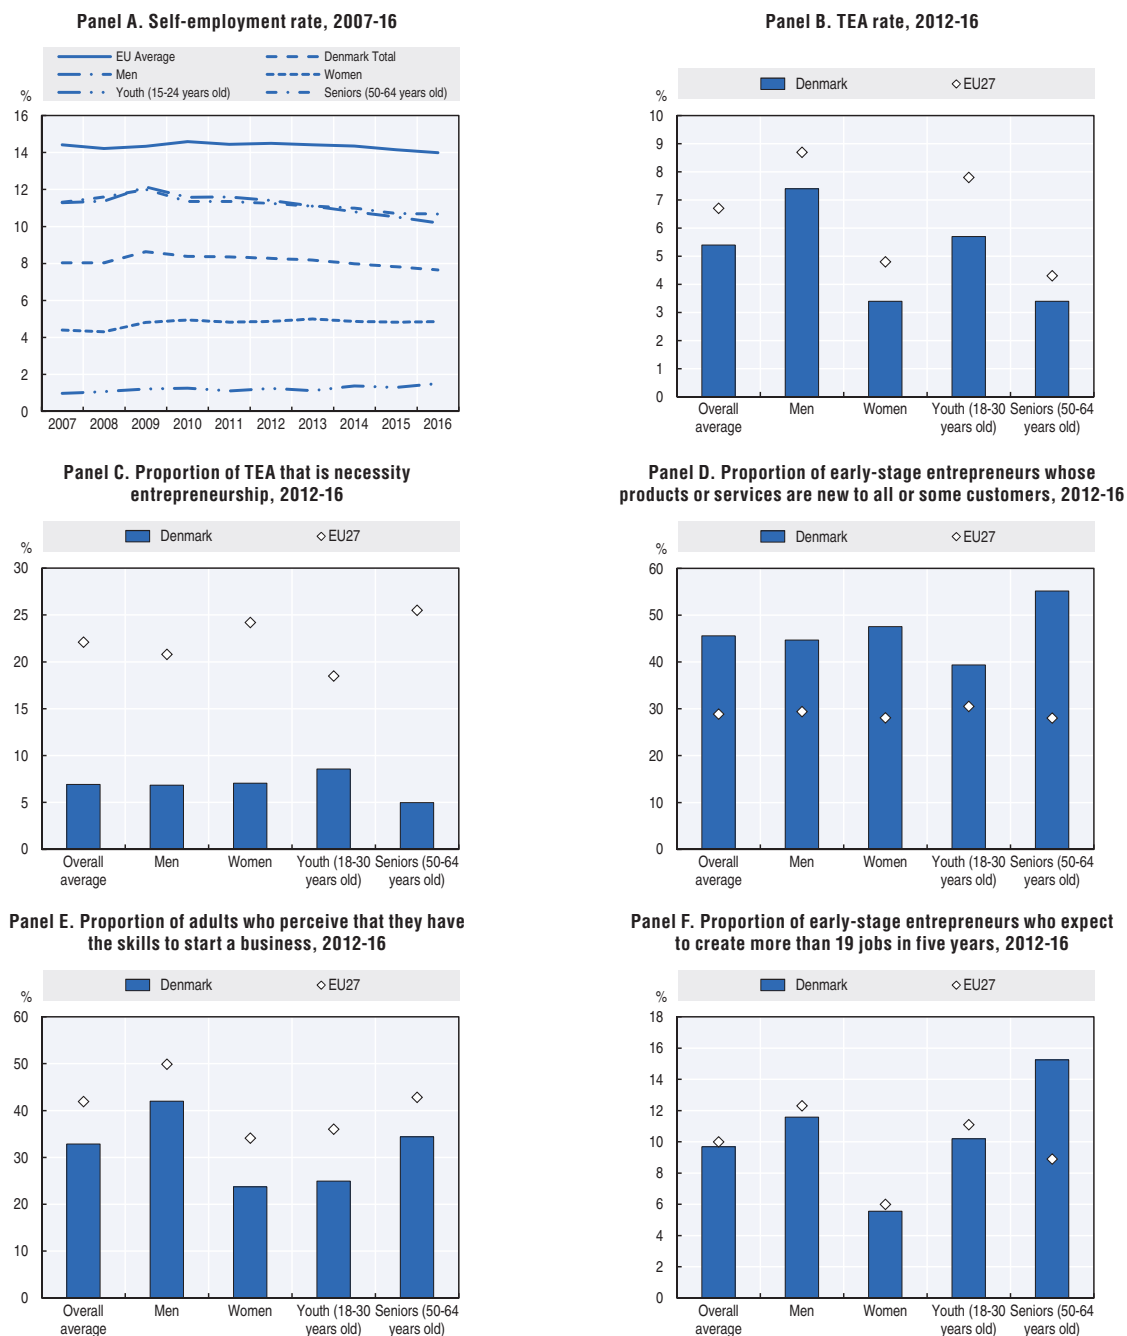 Panel A. Self-employment rate, 2007-16
EU Average
Denmark Total
Men
Women
Youth (15-24 years old)
Seniors (50-64 years old)
%
16
14
12
10
8
6
4
2
0
2007 2008 2009 2010 2011 2012 2013 2014 2015 2016
Panel B. TEA rate, 2012-16
Denmark
EU27
%
10
9
8
7
6
5
4
3
2
1
0
Overall average
Men
Women
Youth (18-30 years old)
Seniors (50-64 years old)
Panel C. Proportion of TEA that is necessity
entrepreneurship, 2012-16
Denmark
EU27
%
30
25
20
15
10
5
0
Overall average
Men
Women
Youth (18-30 years old)
Seniors (50-64 years old)
Panel D. Proportion of early-stage entrepreneurs whose
products or services are new to all or some customers, 2012-16
Denmark
EU27
%
60
50
40
30
20
10
0
Overall average
Men
Women
Youth (18-30 years old)
Seniors (50-64 years old)
Panel E. Proportion of adults who perceive that they have
the skills to start a business, 2012-16
Denmark
EU27
%
60
50
40
30
20
10
0
Overall average
Men
Women
Youth (18-30 years old)
Seniors (50-64 years old)
Panel F. Proportion of early-stage entrepreneurs who expect
to create more than 19 jobs in five years, 2012-16
Denmark
EU27
%
18
16
14
12
10
8
6
4
2
0
Overall average
Men
Women
Youth (18-30 years old)
Seniors (50-64 years old)